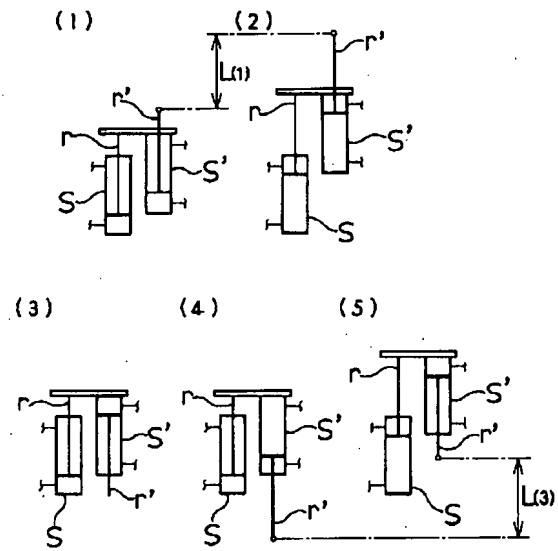 (1)
(2)
L(1)
r'
r
r'
r
S'
S'
S
S
(3)
(4)
(5)
r
r
r
S'
S'
S'
r'
r'
r'
L(3)
S
S
S